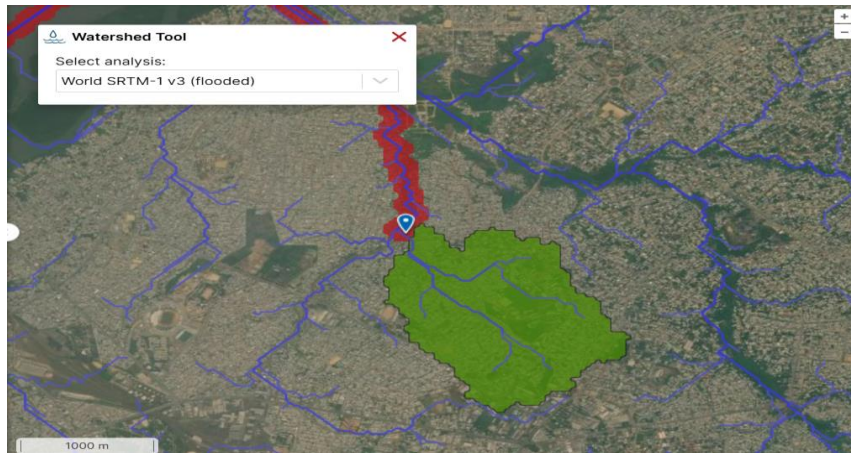 Watershed Tool
Select analysis:
World SRTM-1 v3 (flooded)
+
−
1000 m